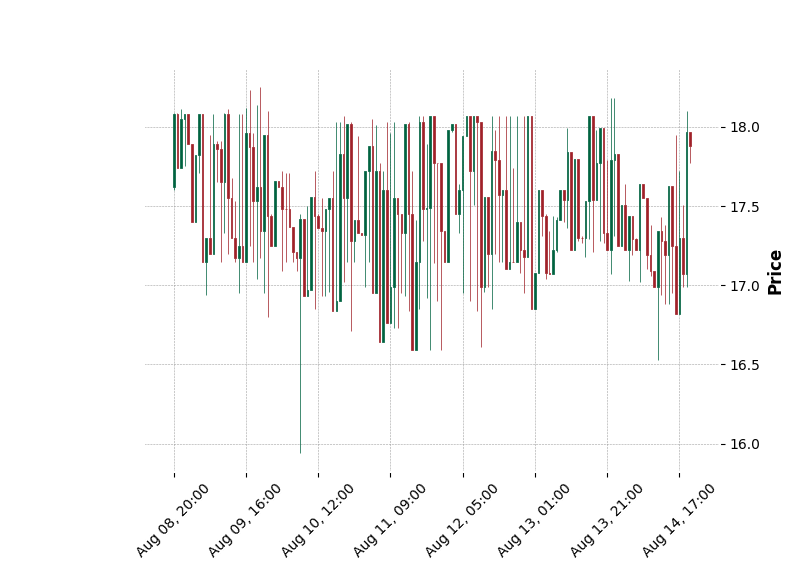 18.0
17.5
17.0
16.5
16.0
Price
Aug 08, 20:00
Aug 09, 16:00
Aug 10, 12:00
Aug 11, 09:00
Aug 12, 05:00
Aug 13, 01:00
Aug 13, 21:00
Aug 14, 17:00